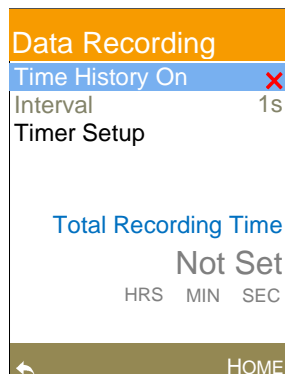 Data Recording
Time History On
Interval 1s
Timer Setup
Total Recording Time
Not Set
HRS MIN SEC
HOME